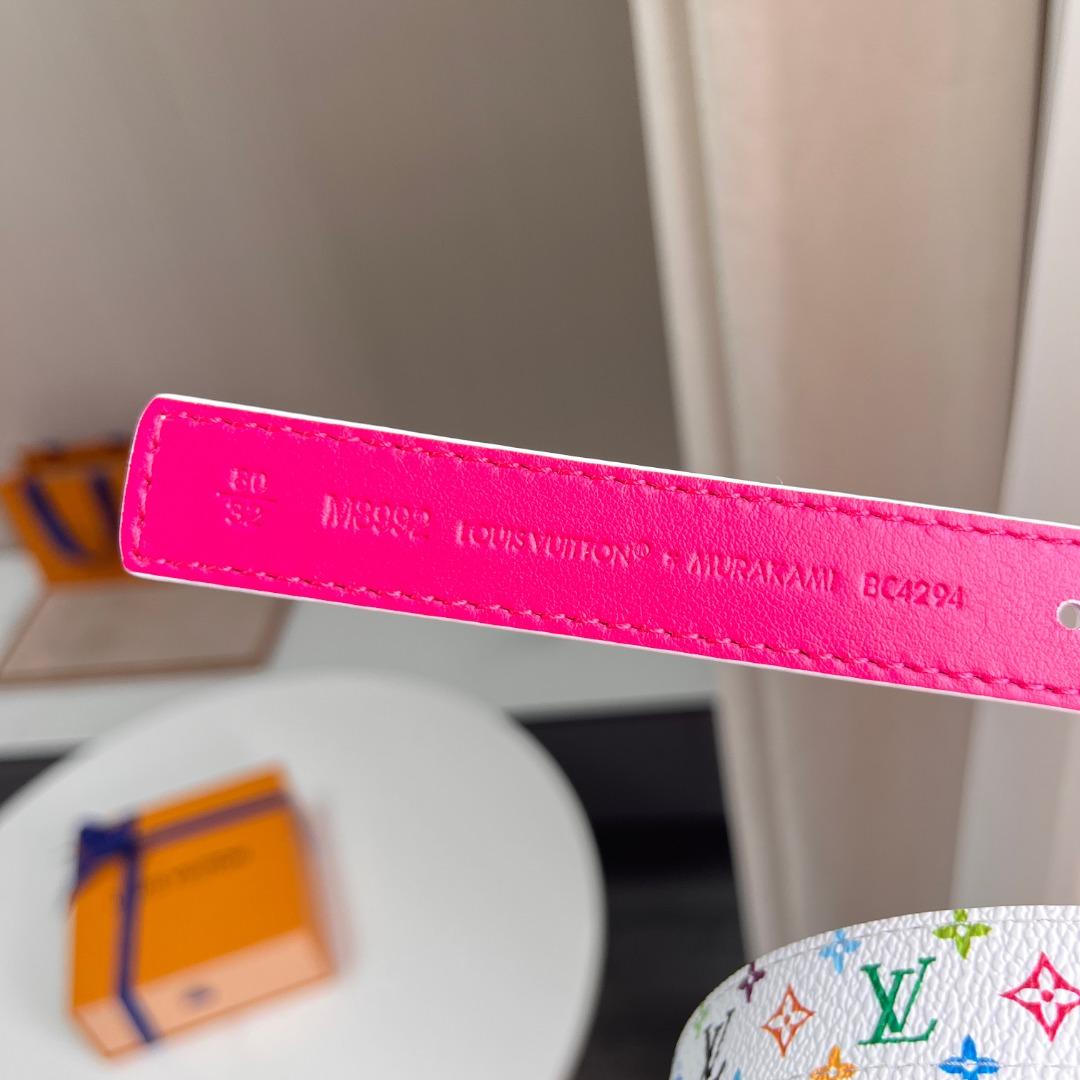 80
32
M8992 LOUIS VUITTON® × MURAKAMI BC4294
LV